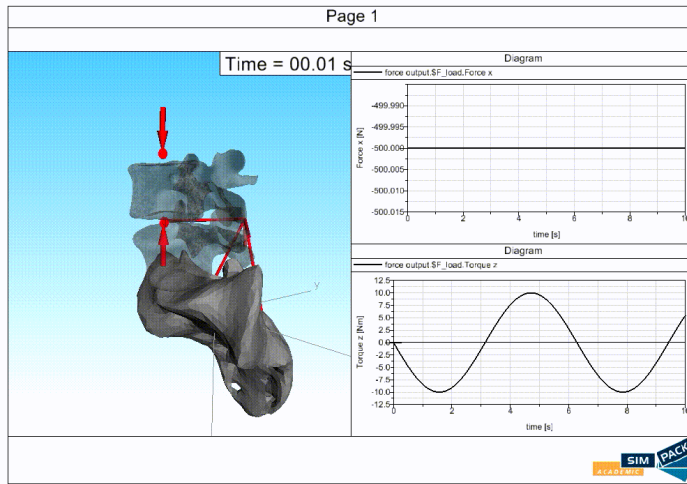 Page 1
Time = 00.01 s
Diagram
force output.$F_load.Force x
Force x [N]
-499.990
-499.995
-500.000
-500.005
-500.010
-500.015
0 2 4 6 8 10
time [s]
Diagram
force output.$F_load.Torque z
Torque z [Nm]
12.5
10.0
7.5
5.0
2.5
0.0
-2.5
-5.0
-7.5
-10.0
-12.5
0 2 4 6 8 10
time [s]
Y
SIM PACK
ACADEMIC